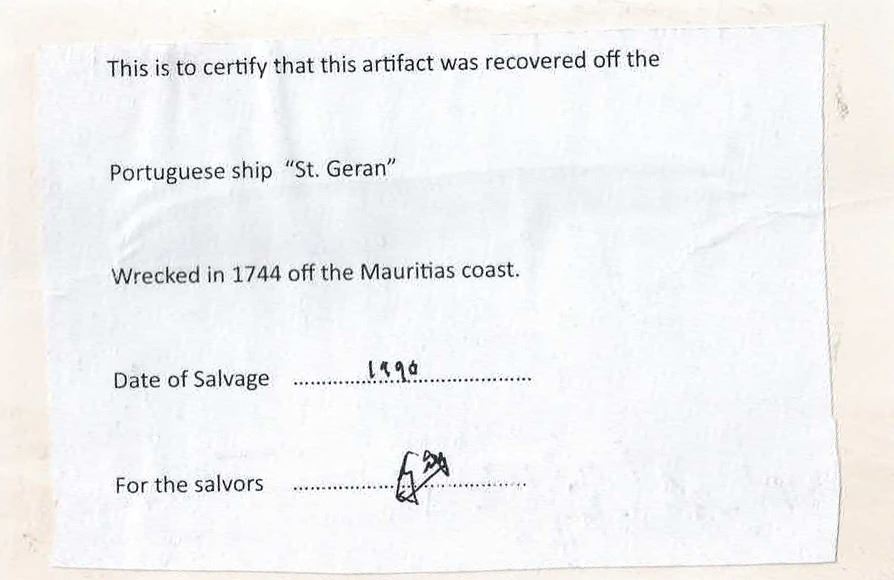 This is to certify that this artifact was recovered off the
Portuguese ship "St. Geran"
Wrecked in 1744 off the Mauritias coast.
Date of Salvage ............1990..................
For the salvors ....................................